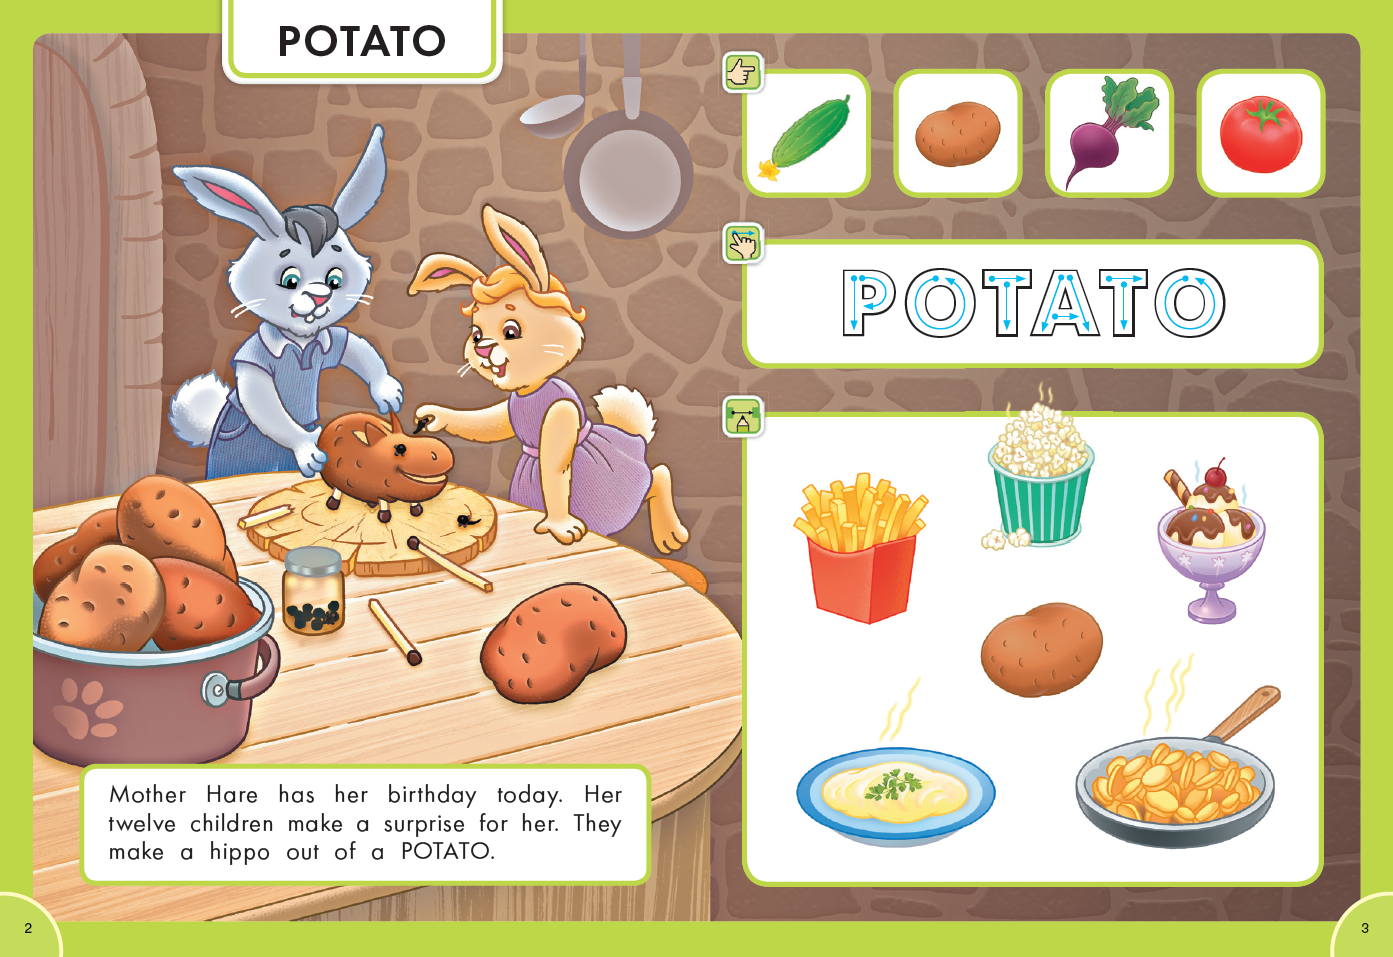 POTATO
Mother Hare has her birthday today. Her
twelve children make a surprise for her. They
make a hippo out of a POTATO.
2
POTATO
3